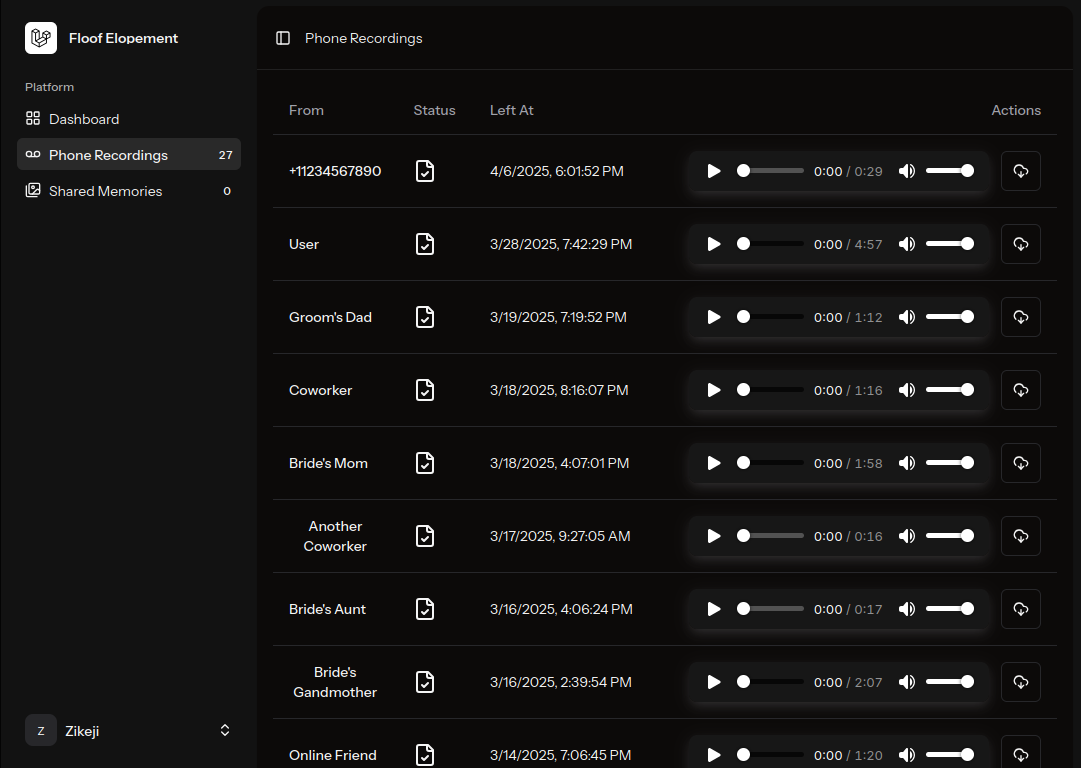 Floof Elopement
Phone Recordings
Platform
Dashboard
Phone Recordings 27
Shared Memories 0
From Status Left At Actions
+11234567890 4/6/2025, 6:01:52 PM 0:00 / 0:29
User 3/28/2025, 7:42:29 PM 0:00 / 4:57
Groom's Dad 3/19/2025, 7:19:52 PM 0:00 / 1:12
Coworker 3/18/2025, 8:16:07 PM 0:00 / 1:16
Bride's Mom 3/18/2025, 4:07:01 PM 0:00 / 1:58
Another
Coworker 3/17/2025, 9:27:05 AM 0:00 / 0:16
Bride's Aunt 3/16/2025, 4:06:24 PM 0:00 / 0:17
Bride's
Gandmother 3/16/2025, 2:39:54 PM 0:00 / 2:07
Online Friend 3/14/2025, 7:06:45 PM 0:00 / 1:20
Z Zikeji